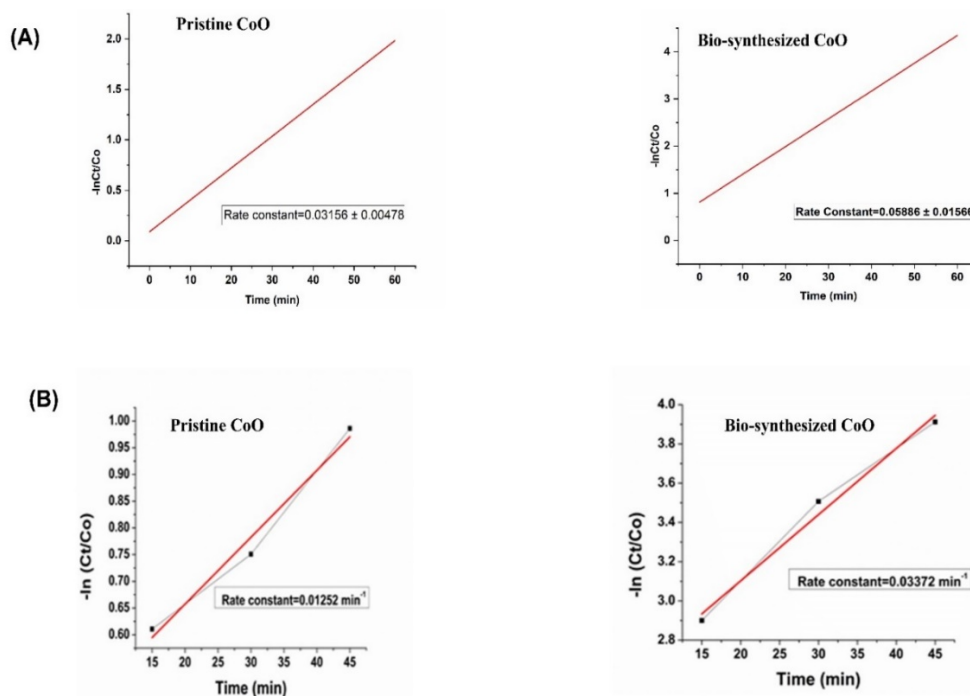 (A)
Pristine CoO
2.0
1.5
1.0
0.5
0.0
-lnCt/Co
Rate constant=0.03156 ± 0.00478
0 10 20 30 40 50 60
Time (min)
Bio-synthesized CoO
4
3
2
1
0
-lnCt/Co
Rate Constant=0.05886 ± 0.01566
0 10 20 30 40 50 60
Time (min)
(B)
Pristine CoO
1.00
0.95
0.90
0.85
0.80
0.75
0.70
0.65
0.60
-ln (Ct/Co)
Rate constant=0.01252 min⁻¹
15 20 25 30 35 40 45
Time (min)
Bio-synthesized CoO
4.0
3.8
3.6
3.4
3.2
3.0
2.8
-ln (Ct/Co)
Rate constant=0.03372 min⁻¹
15 20 25 30 35 40 45
Time (min)